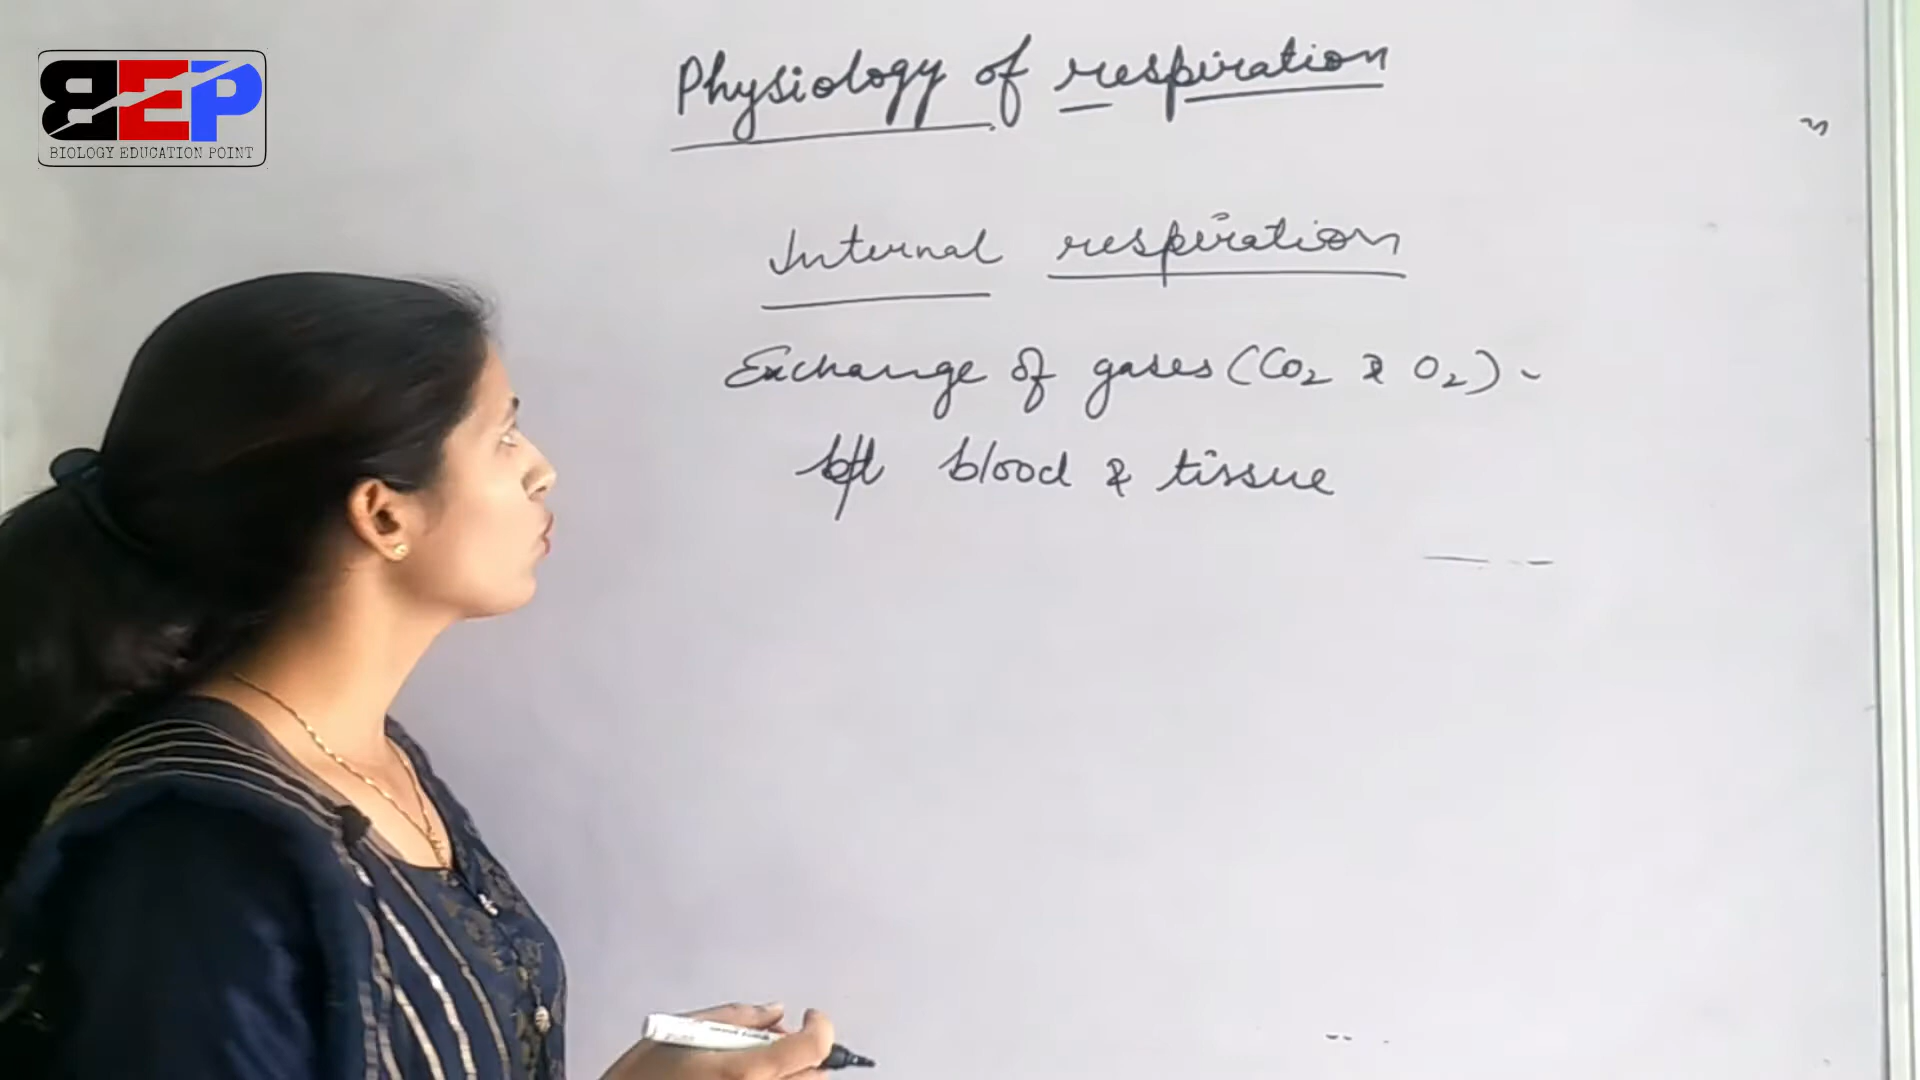 BEP
BIOLOGY EDUCATION POINT
Physiology of respiration
Internal respiration
Exchange of gases (CO2 & O2)
b/t blood & tissue